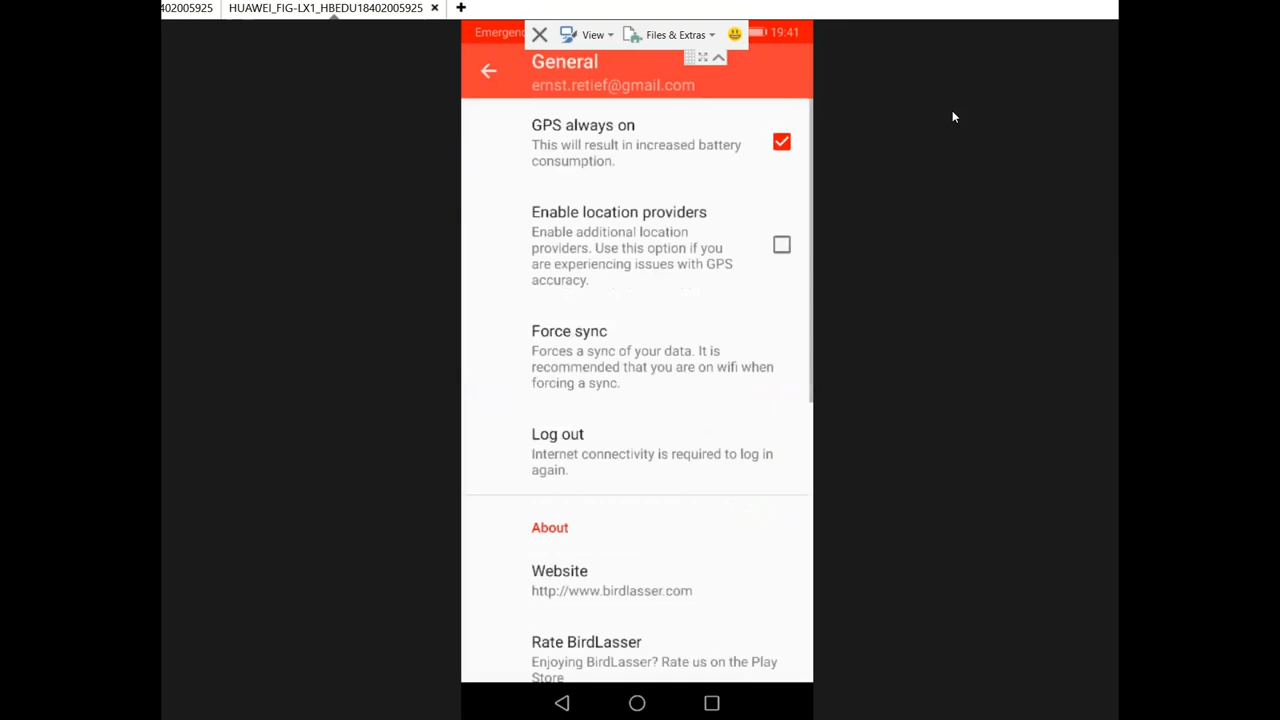 402005925
HUAWEI_FIG-LX1_HBEDU18402005925
View
Files & Extras
19:41
General
ernst.retief@gmail.com
GPS always on
This will result in increased battery
consumption.
Enable location providers
Enable additional location
providers. Use this option if you
are experiencing issues with GPS
accuracy.
Force sync
Forces a sync of your data. It is
recommended that you are on wifi when
forcing a sync.
Log out
Internet connectivity is required to log in
again.
About
Website
http://www.birdlasser.com
Rate BirdLasser
Enjoying BirdLasser? Rate us on the Play
Store